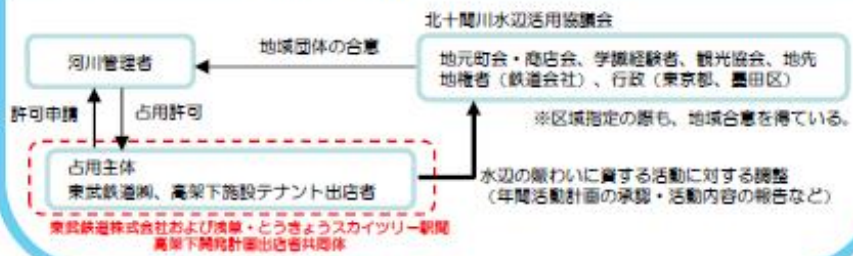 北十間川水辺活用協議会
河川管理者
地域団体の合意
地元町会・商店会、学識経験者、観光協会、地先
地権者（鉄道会社）、行政（東京都、墨田区）
許可申請
占用許可
※区域指定の際も、地域合意を得ている。
占用主体
東武鉄道㈱、高架下施設テナント出店者
水辺の賑わいに資する活動に対する調整
（年間活動計画の承認・活動内容の報告など）
東武鉄道株式会社および浅草・とうきょうスカイツリー駅間
高架下開発計画出店者共同体